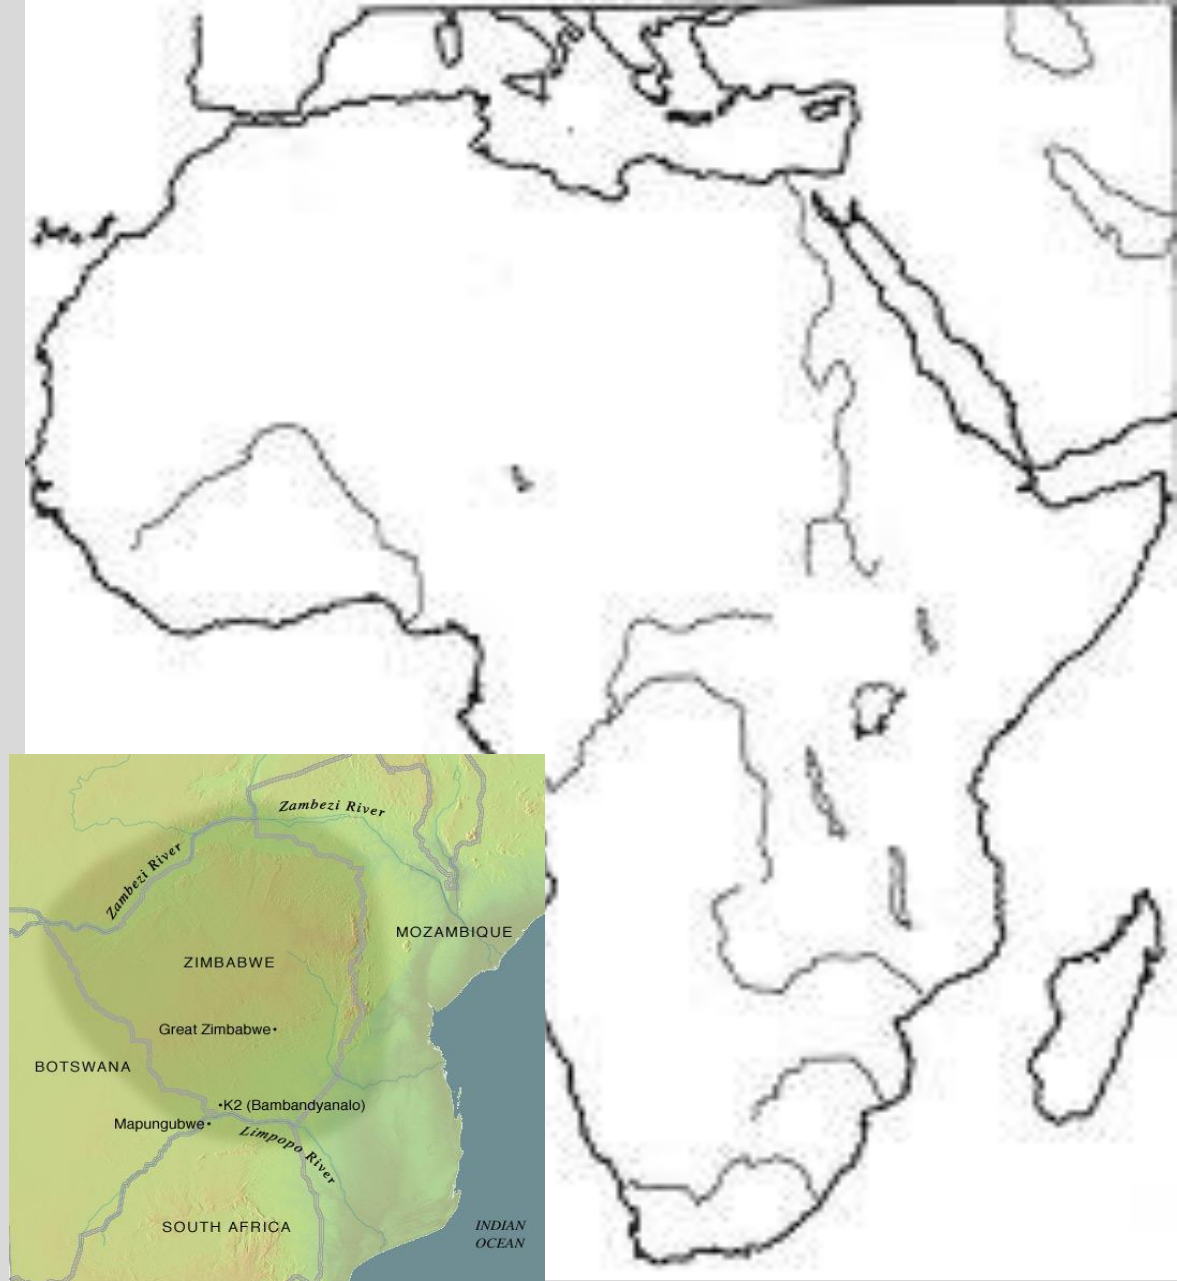 Zambezi River
Zambezi River
MOZAMBIQUE
ZIMBABWE
Great Zimbabwe
BOTSWANA
K2 (Bambandyanalo)
Mapungubwe
Limpopo River
SOUTH AFRICA
INDIAN
OCEAN